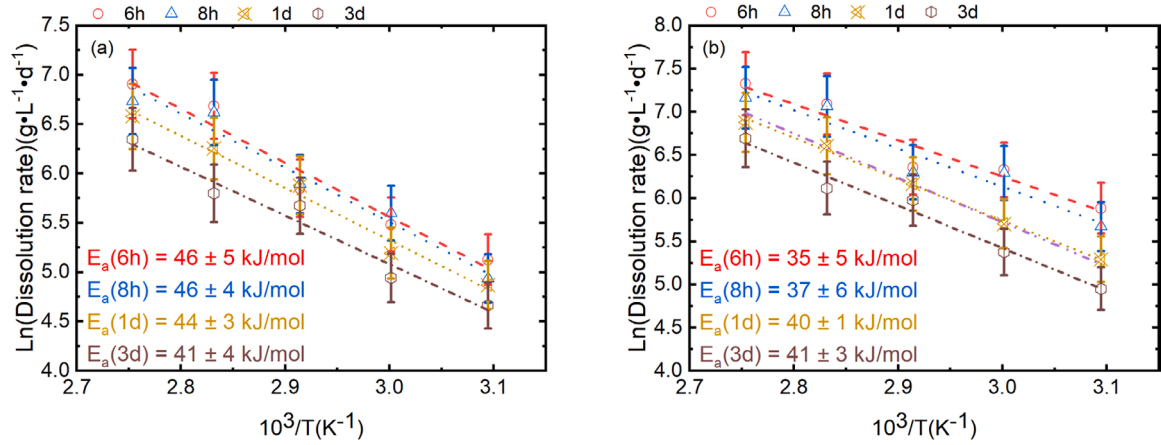 6h 8h 1d 3d
(a)
Ln(Dissolution rate)(g•L⁻¹•d⁻¹)
7.5
7.0
6.5
6.0
5.5
5.0
4.5
4.0
Eₐ(6h) = 46 ± 5 kJ/mol
Eₐ(8h) = 46 ± 4 kJ/mol
Eₐ(1d) = 44 ± 3 kJ/mol
Eₐ(3d) = 41 ± 4 kJ/mol
2.7 2.8 2.9 3.0 3.1
10³/T(K⁻¹)
6h 8h 1d 3d
(b)
Ln(Dissolution rate)(g•L⁻¹•d⁻¹)
8.0
7.5
7.0
6.5
6.0
5.5
5.0
4.5
4.0
Eₐ(6h) = 35 ± 5 kJ/mol
Eₐ(8h) = 37 ± 6 kJ/mol
Eₐ(1d) = 40 ± 1 kJ/mol
Eₐ(3d) = 41 ± 3 kJ/mol
2.7 2.8 2.9 3.0 3.1
10³/T(K⁻¹)